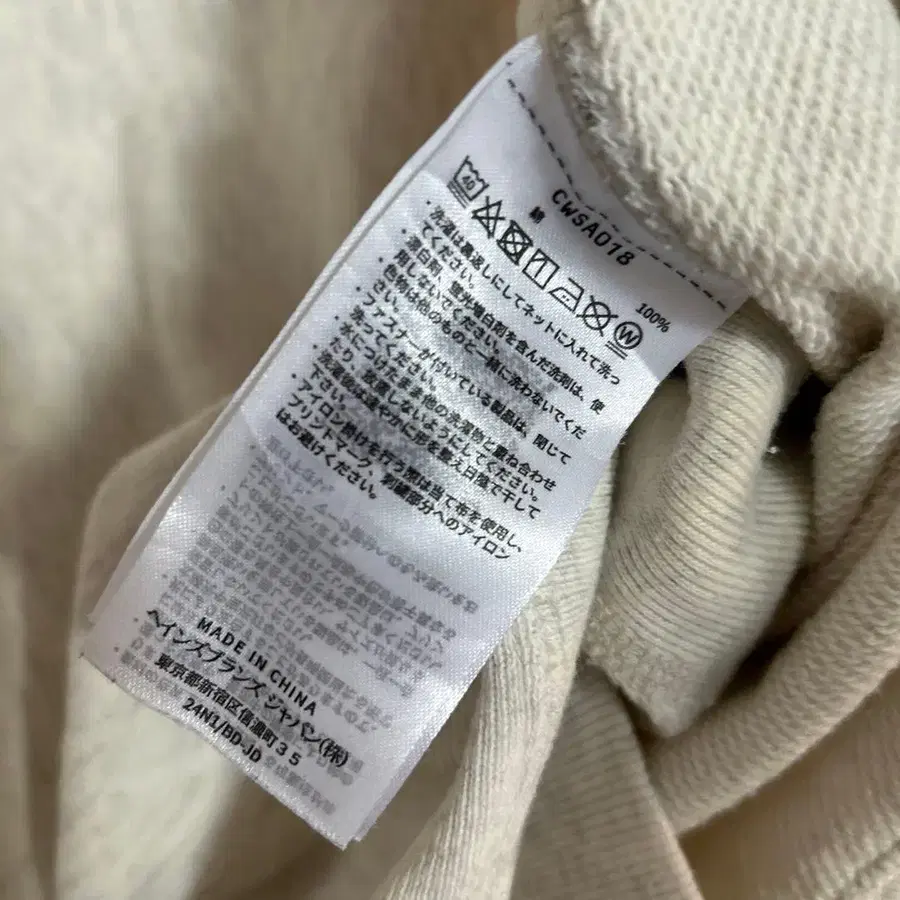 CWSA018
綿 100%
40
W
・洗濯は裏返しにしてネットに入れて洗っ
てください。
・漂白剤、蛍光増白剤を含んだ洗剤は、使
用しないでください。
・色物は他のものと一緒に洗わないでくだ
さい。
・ファスナーが付いている製品は、閉じて
洗ってください。
・水につけたまま他の洗濯物と重ね合わせ
たり、放置しないようにしてください。
・洗濯後は速やかに形を整え日陰で干して
下さい。
・アイロン掛けを行う際は当て布を使用し、
プリントマーク、刺繍部分へのアイロン
はお避けください。
MADE IN CHINA
ヘインズブランズ ジャパン(株)
東京都新宿区信濃町35
24N1/BD-JD